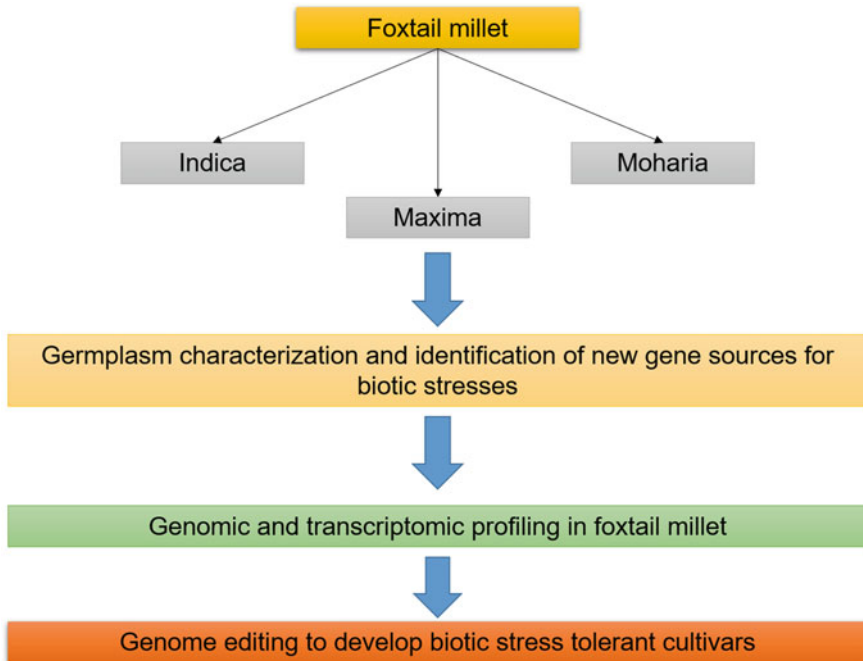 Foxtail millet
Indica
Moharia
Maxima
Germplasm characterization and identification of new gene sources for
biotic stresses
Genomic and transcriptomic profiling in foxtail millet
Genome editing to develop biotic stress tolerant cultivars